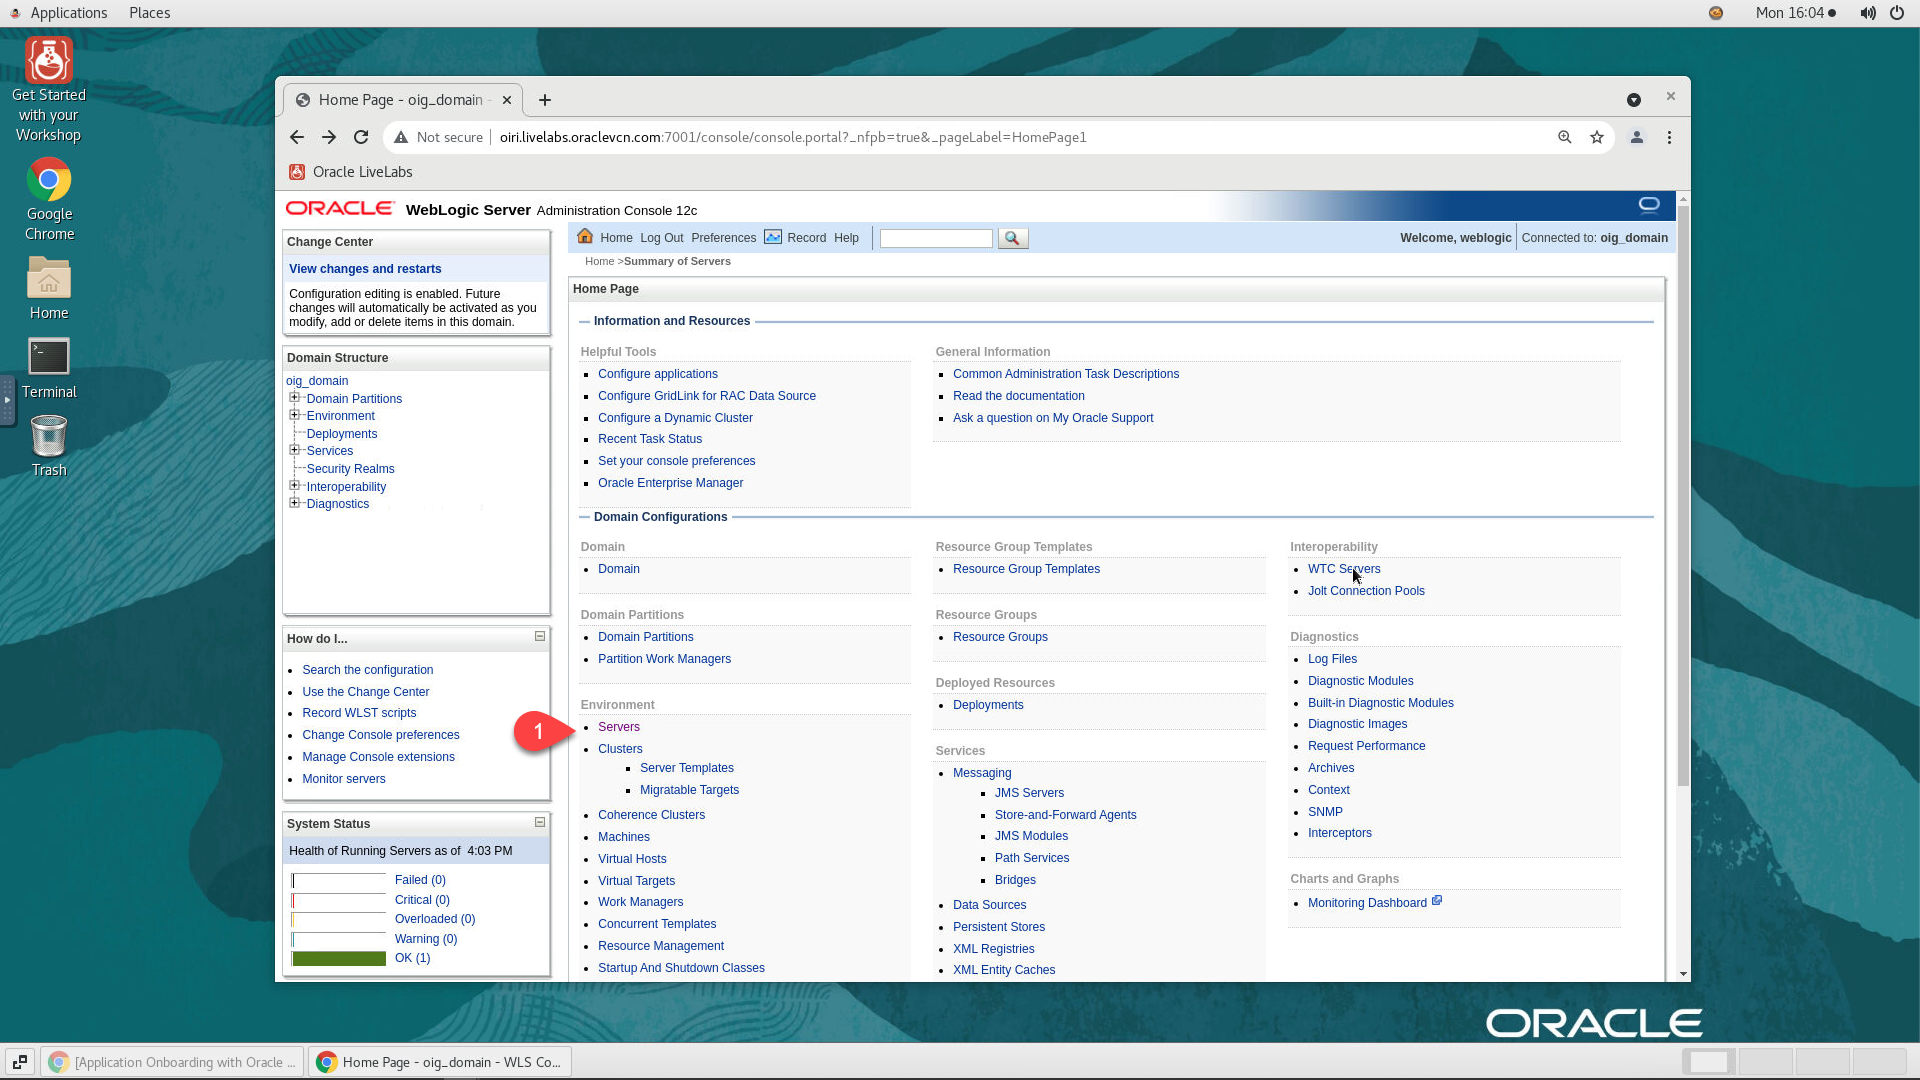 Applications Places
Mon 16:04
Get Started
with your
Workshop
Google
Chrome
Home
Terminal
Trash
Home Page - oig_domain -
Not secure oiri.livelabs.oraclevcn.com:7001/console/console.portal?_nfpb=true&_pageLabel=HomePage1
Oracle LiveLabs
ORACLE WebLogic Server Administration Console 12c
Change Center
View changes and restarts
Configuration editing is enabled. Future
changes will automatically be activated as you
modify, add or delete items in this domain.
Domain Structure
oig_domain
Domain Partitions
Environment
Deployments
Services
Security Realms
Interoperability
Diagnostics
How do I...
Search the configuration
Use the Change Center
Record WLST scripts
Change Console preferences
Manage Console extensions
Monitor servers
System Status
Health of Running Servers as of 4:03 PM
Failed (0)
Critical (0)
Overloaded (0)
Warning (0)
OK (1)
Home Log Out Preferences Record Help
Welcome, weblogic Connected to: oig_domain
Home >Summary of Servers
Home Page
Information and Resources
Helpful Tools
Configure applications
Configure GridLink for RAC Data Source
Configure a Dynamic Cluster
Recent Task Status
Set your console preferences
Oracle Enterprise Manager
General Information
Common Administration Task Descriptions
Read the documentation
Ask a question on My Oracle Support
Domain Configurations
Domain
Domain
Domain Partitions
Domain Partitions
Partition Work Managers
Environment
1
Servers
Clusters
Server Templates
Migratable Targets
Coherence Clusters
Machines
Virtual Hosts
Virtual Targets
Work Managers
Concurrent Templates
Resource Management
Startup And Shutdown Classes
Resource Group Templates
Resource Group Templates
Resource Groups
Resource Groups
Deployed Resources
Deployments
Services
Messaging
JMS Servers
Store-and-Forward Agents
JMS Modules
Path Services
Bridges
Data Sources
Persistent Stores
XML Registries
XML Entity Caches
Interoperability
WTC Servers
Jolt Connection Pools
Diagnostics
Log Files
Diagnostic Modules
Built-in Diagnostic Modules
Diagnostic Images
Request Performance
Archives
Context
SNMP
Interceptors
Charts and Graphs
Monitoring Dashboard
ORACLE
[Application Onboarding with Oracle ...
Home Page - oig_domain - WLS Co...